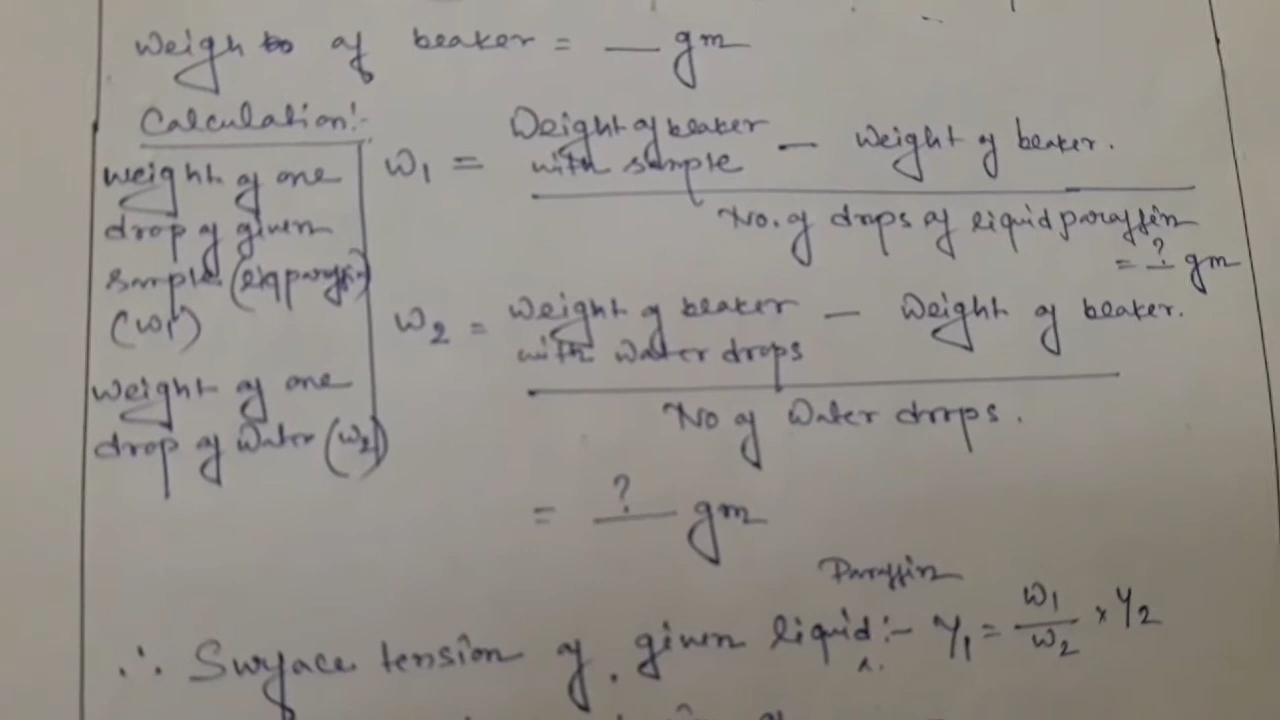 Weight of beaker = — gm
Calculation:-
weight of one
drop of given
sample (liq paraffin)
(w1)
W1 = Weight of beaker with sample — Weight of beaker.
No. of drops of liquid paraffin
= ? gm
weight of one
drop of water (w2)
W2 = Weight of beaker with water drops — Weight of beaker.
No of Water drops.
= ? gm
Paraffin
∴ Surface tension of given liquid :- γ1 = W1/W2 × γ2